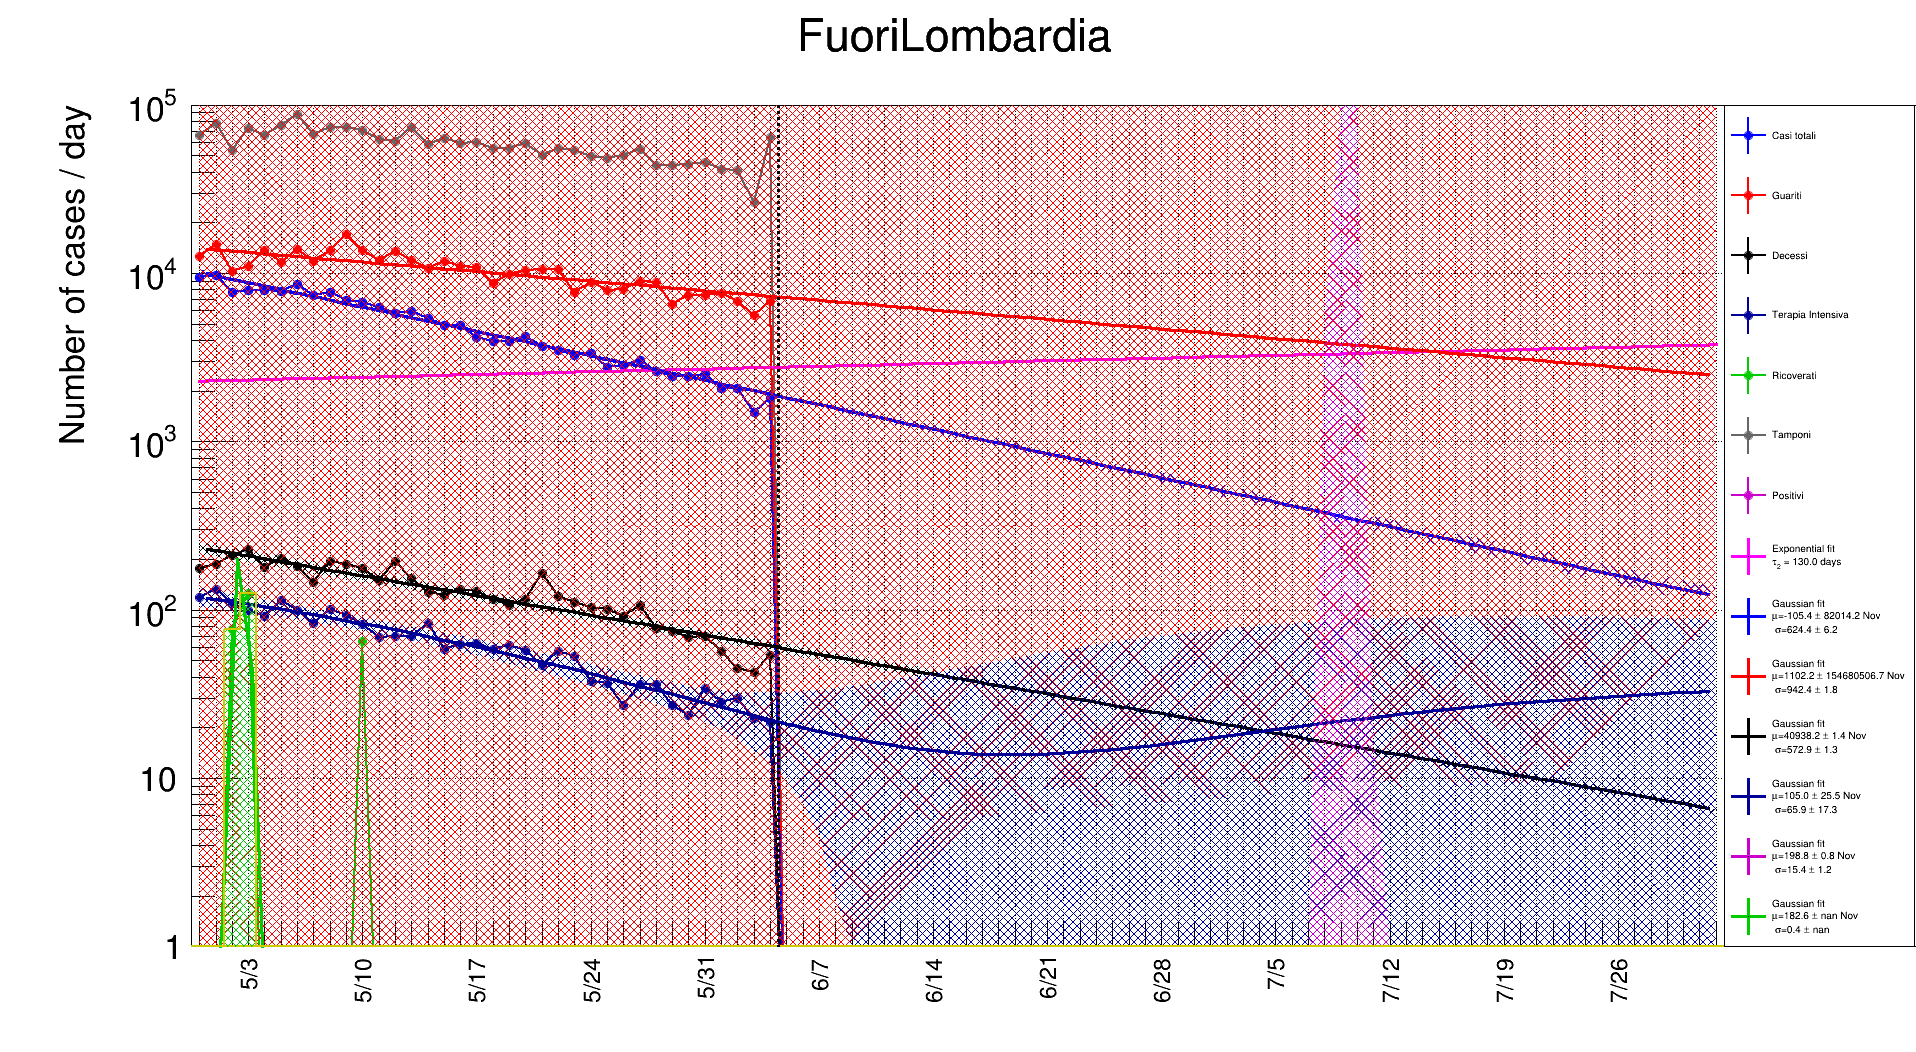 FuoriLombardia
Number of cases / day
10^5
10^4
10^3
10^2
10
1
5/3
5/10
5/17
5/24
5/31
6/7
6/14
6/21
6/28
7/5
7/12
7/19
7/26
Casi totali
Guariti
Decessi
Terapia Intensiva
Ricoverati
Tamponi
Positivi
Exponential fit
τ₂ = 130.0 days
Gaussian fit
μ=-105.4 ± 82014.2 Nov
σ=624.4 ± 6.2
Gaussian fit
μ=1102.2 ± 154680506.7 Nov
σ=942.4 ± 1.8
Gaussian fit
μ=40938.2 ± 1.4 Nov
σ=572.9 ± 1.3
Gaussian fit
μ=105.0 ± 25.5 Nov
σ=65.9 ± 17.3
Gaussian fit
μ=198.8 ± 0.8 Nov
σ=15.4 ± 1.2
Gaussian fit
μ=182.6 ± nan Nov
σ=0.4 ± nan